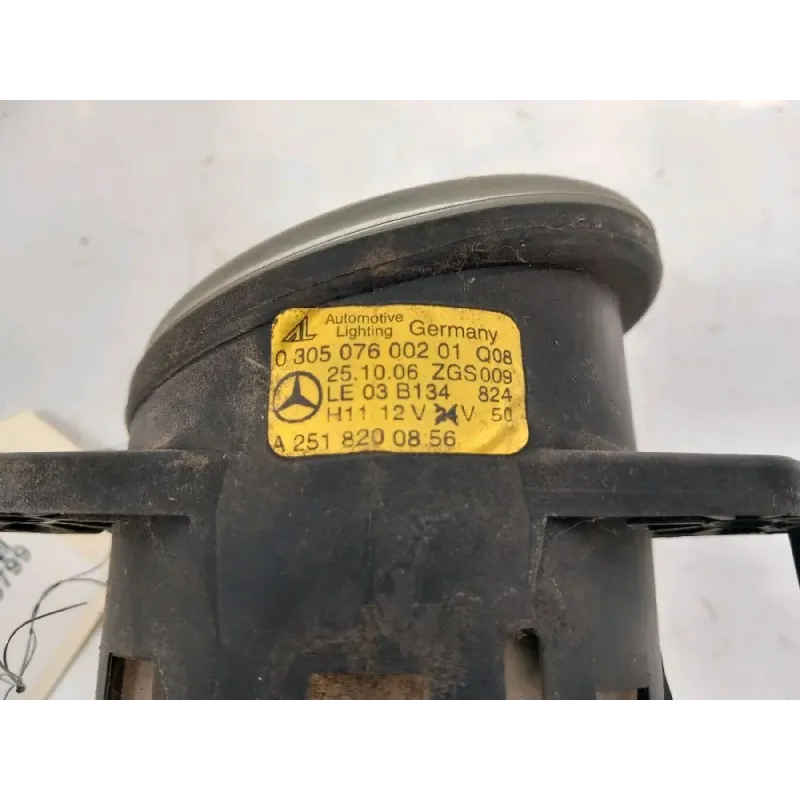 AL Automotive Lighting Germany
0 305 076 002 01 Q08
25.10.06 ZGS009
LE 03 B134 824
H11 12 V V 50
A 251 820 08 56